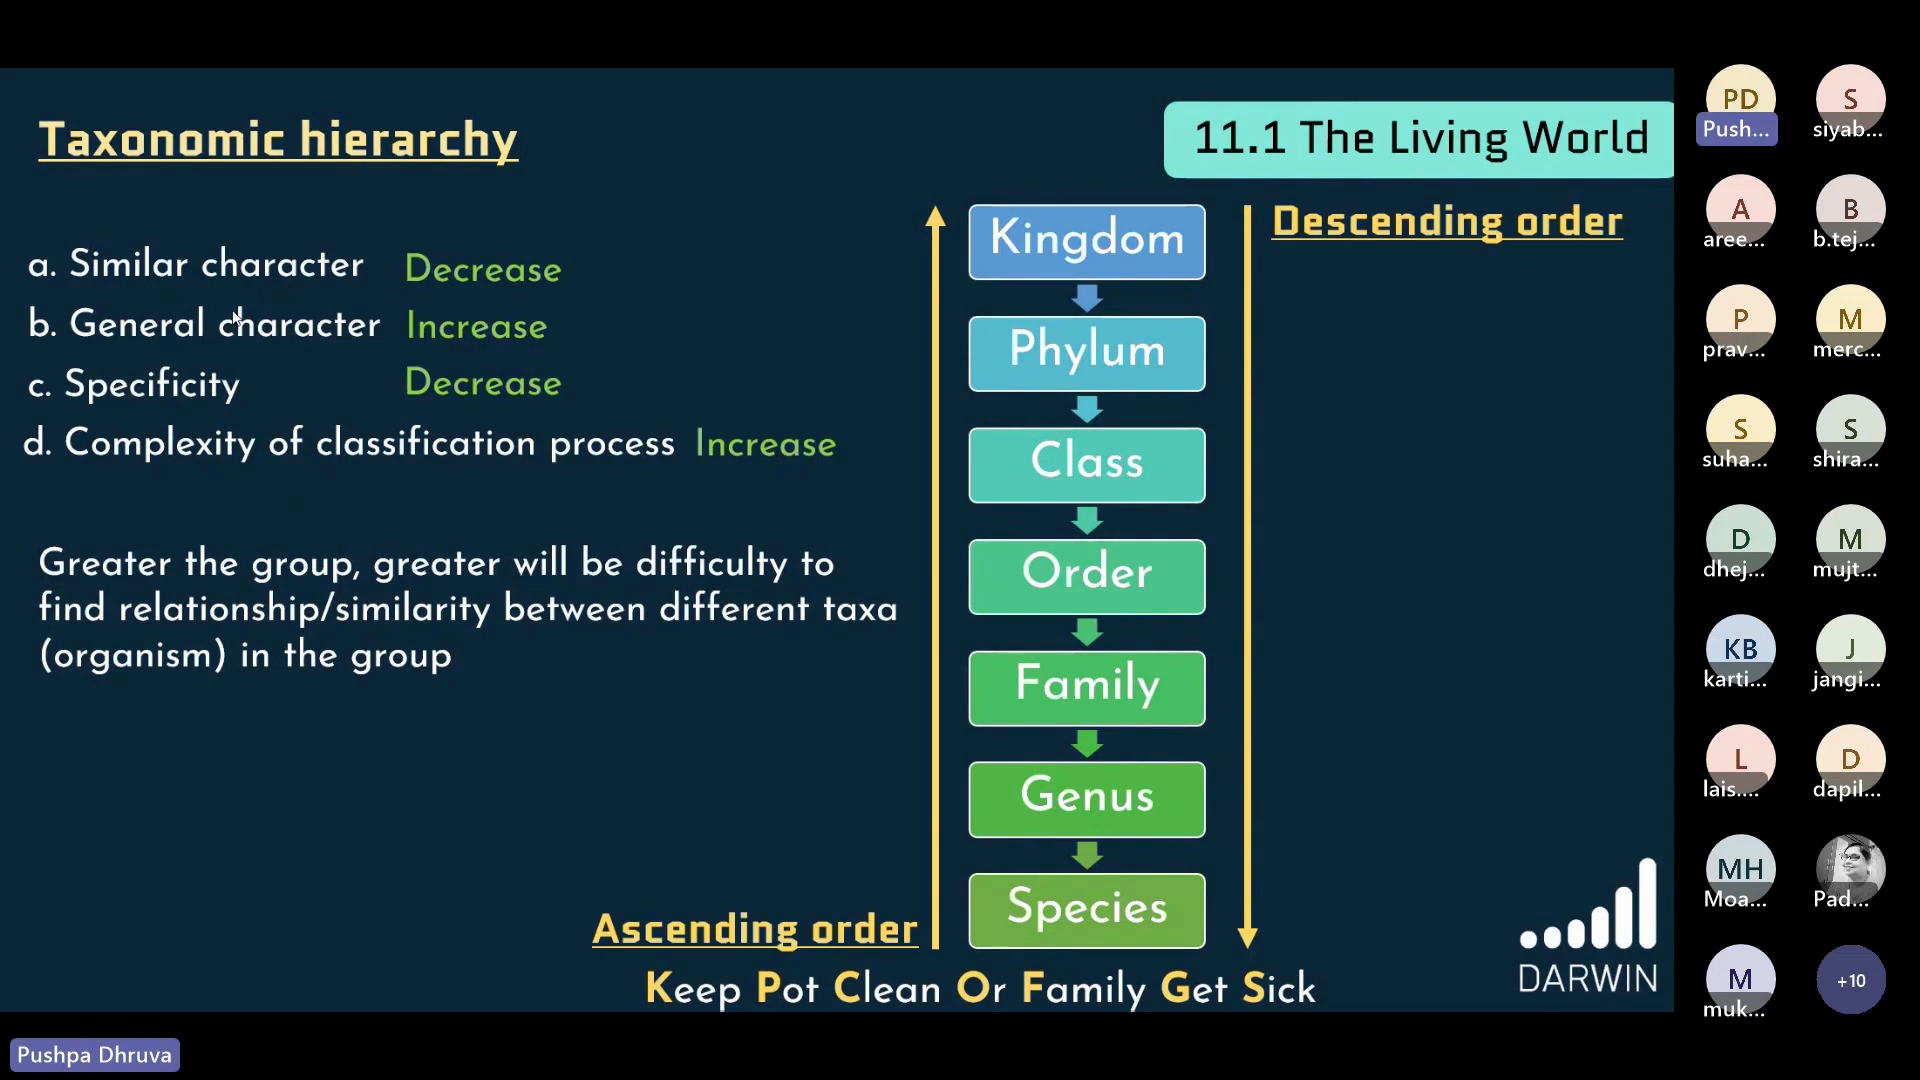 Taxonomic hierarchy
11.1 The Living World
Descending order
a. Similar character Decrease
b. General character Increase
c. Specificity Decrease
d. Complexity of classification process Increase
Greater the group, greater will be difficulty to
find relationship/similarity between different taxa
(organism) in the group
Kingdom
Phylum
Class
Order
Family
Genus
Species
Ascending order
Keep Pot Clean Or Family Get Sick
DARWIN
Pushpa Dhruva
PD
Push...
S
siyab...
A
aree...
B
b.tej...
P
prav...
M
merc...
S
suha...
S
shira...
D
dhej...
M
mujt...
KB
karti...
J
jangi...
L
lais....
D
dapil...
MH
Moa...
Pad...
M
muk...
+10